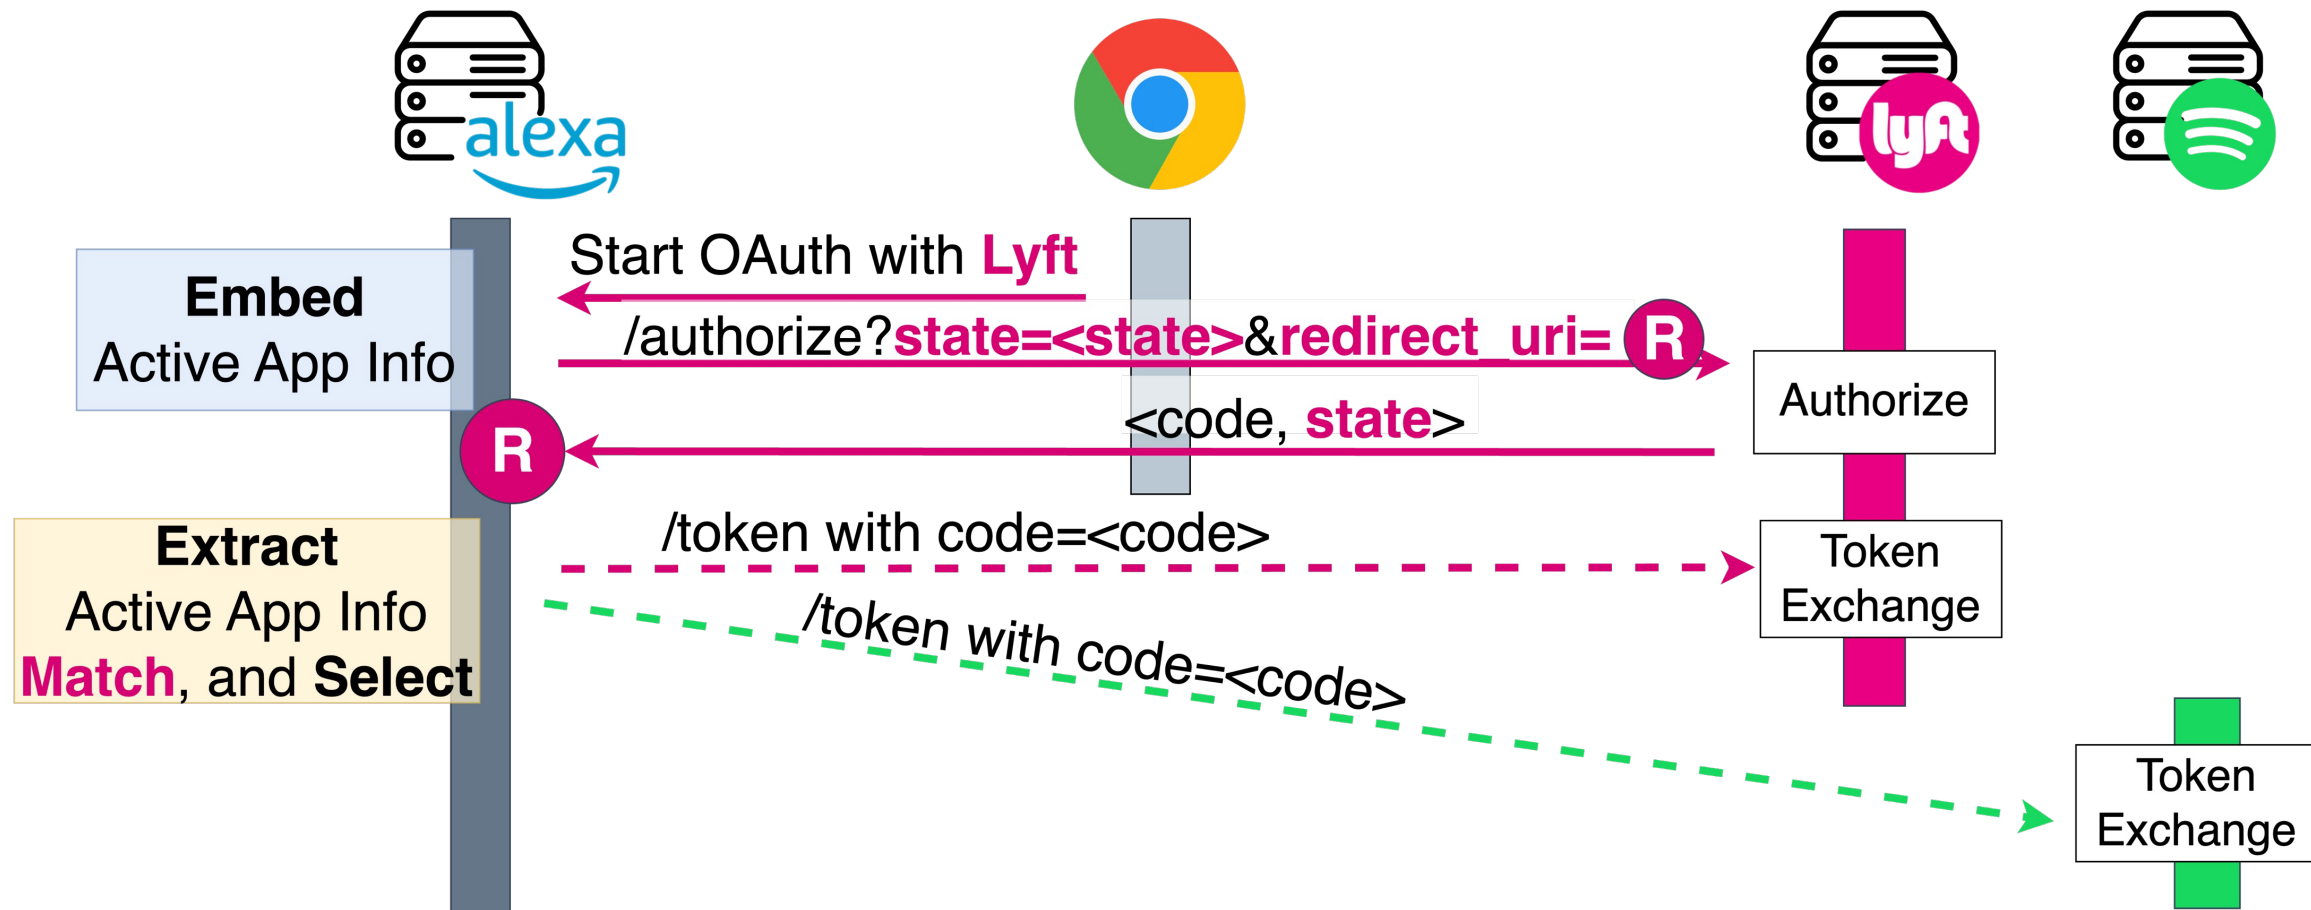 alexa
lyft
Start OAuth with Lyft
Embed
Active App Info
/authorize?state=<state>&redirect_uri= R
Authorize
<code, state>
R
/token with code=<code>
Extract
Active App Info
Match, and Select
Token
Exchange
/token with code=<code>
Token
Exchange